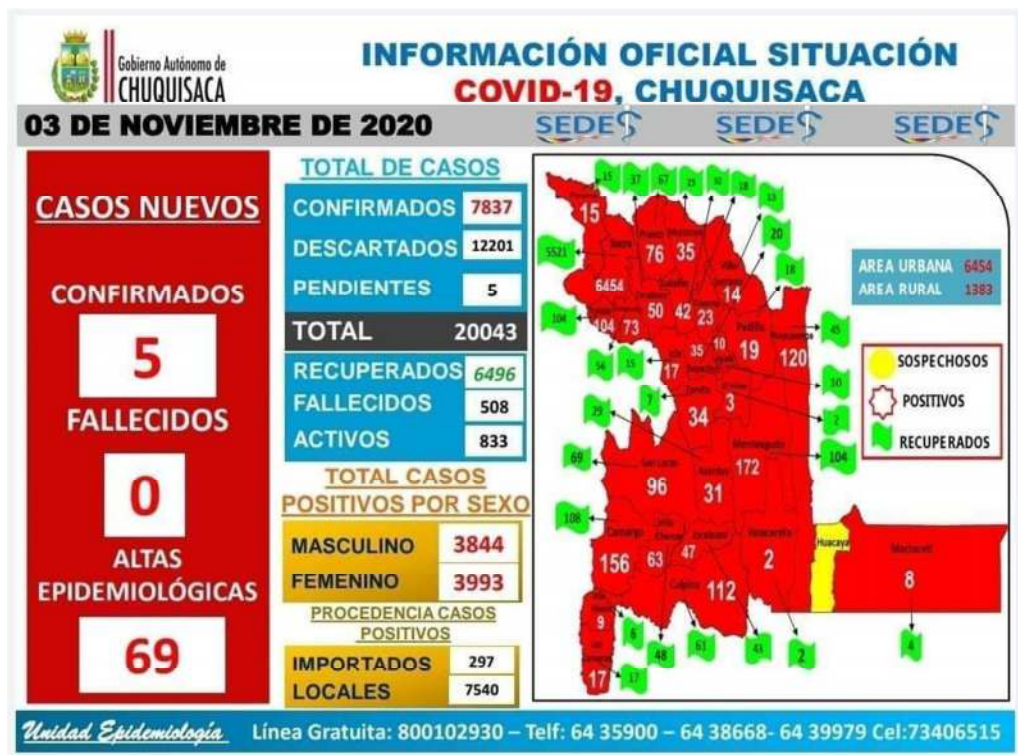 Gobierno Autónomo de
CHUQUISACA
INFORMACIÓN OFICIAL SITUACIÓN
COVID-19, CHUQUISACA
03 DE NOVIEMBRE DE 2020
SEDES
SEDES
SEDES
CASOS NUEVOS
CONFIRMADOS
5
FALLECIDOS
0
ALTAS
EPIDEMIOLÓGICAS
69
TOTAL DE CASOS
CONFIRMADOS 7837
DESCARTADOS 12201
PENDIENTES 5
TOTAL 20043
RECUPERADOS 6496
FALLECIDOS 508
ACTIVOS 833
TOTAL CASOS
POSITIVOS POR SEXO
MASCULINO 3844
FEMENINO 3993
PROCEDENCIA CASOS
POSITIVOS
IMPORTADOS 297
LOCALES 7540
15 37 67 18
15
20
5521
76 35
18
6454
14
50 42 23
104
104 73
45
35 10 19 120
17
7
3
34
2
29
Monteagudo
104
69
172
San Lucas
96
31
108
Camargo
Huacaya
Machareti
156
63
47
2
8
112
9
6
48
61
43
2
4
17
17
AREA URBANA 6454
AREA RURAL 1383
SOSPECHOSOS
POSITIVOS
RECUPERADOS
Unidad Epidemiología Línea Gratuita: 800102930 – Telf: 64 35900 – 64 38668- 64 39979 Cel:73406515